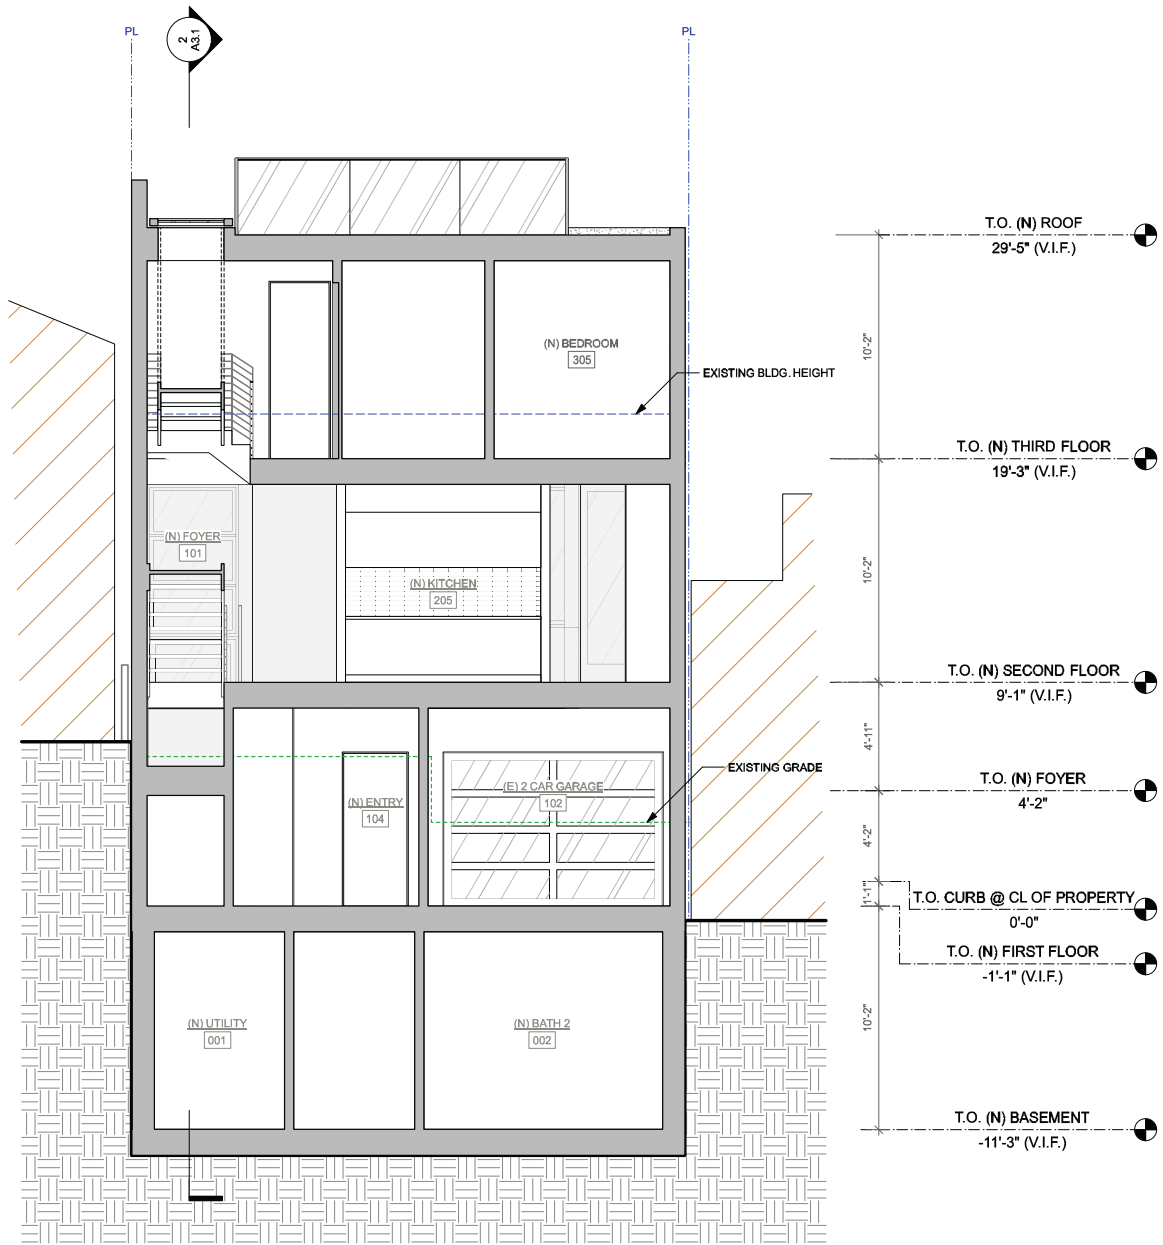 PL
2
A3.1
PL
T.O. (N) ROOF
29'-5" (V.I.F.)
10'-2"
(N) BEDROOM
305
EXISTING BLDG. HEIGHT
T.O. (N) THIRD FLOOR
19'-3" (V.I.F.)
(N) FOYER
101
10'-2"
(N) KITCHEN
205
T.O. (N) SECOND FLOOR
9'-1" (V.I.F.)
4'-11"
EXISTING GRADE
T.O. (N) FOYER
4'-2"
(E) 2 CAR GARAGE
102
(N) ENTRY
104
4'-2"
1'-1"
T.O. CURB @ CL OF PROPERTY
0'-0"
T.O. (N) FIRST FLOOR
-1'-1" (V.I.F.)
10'-2"
(N) UTILITY
001
(N) BATH 2
002
T.O. (N) BASEMENT
-11'-3" (V.I.F.)